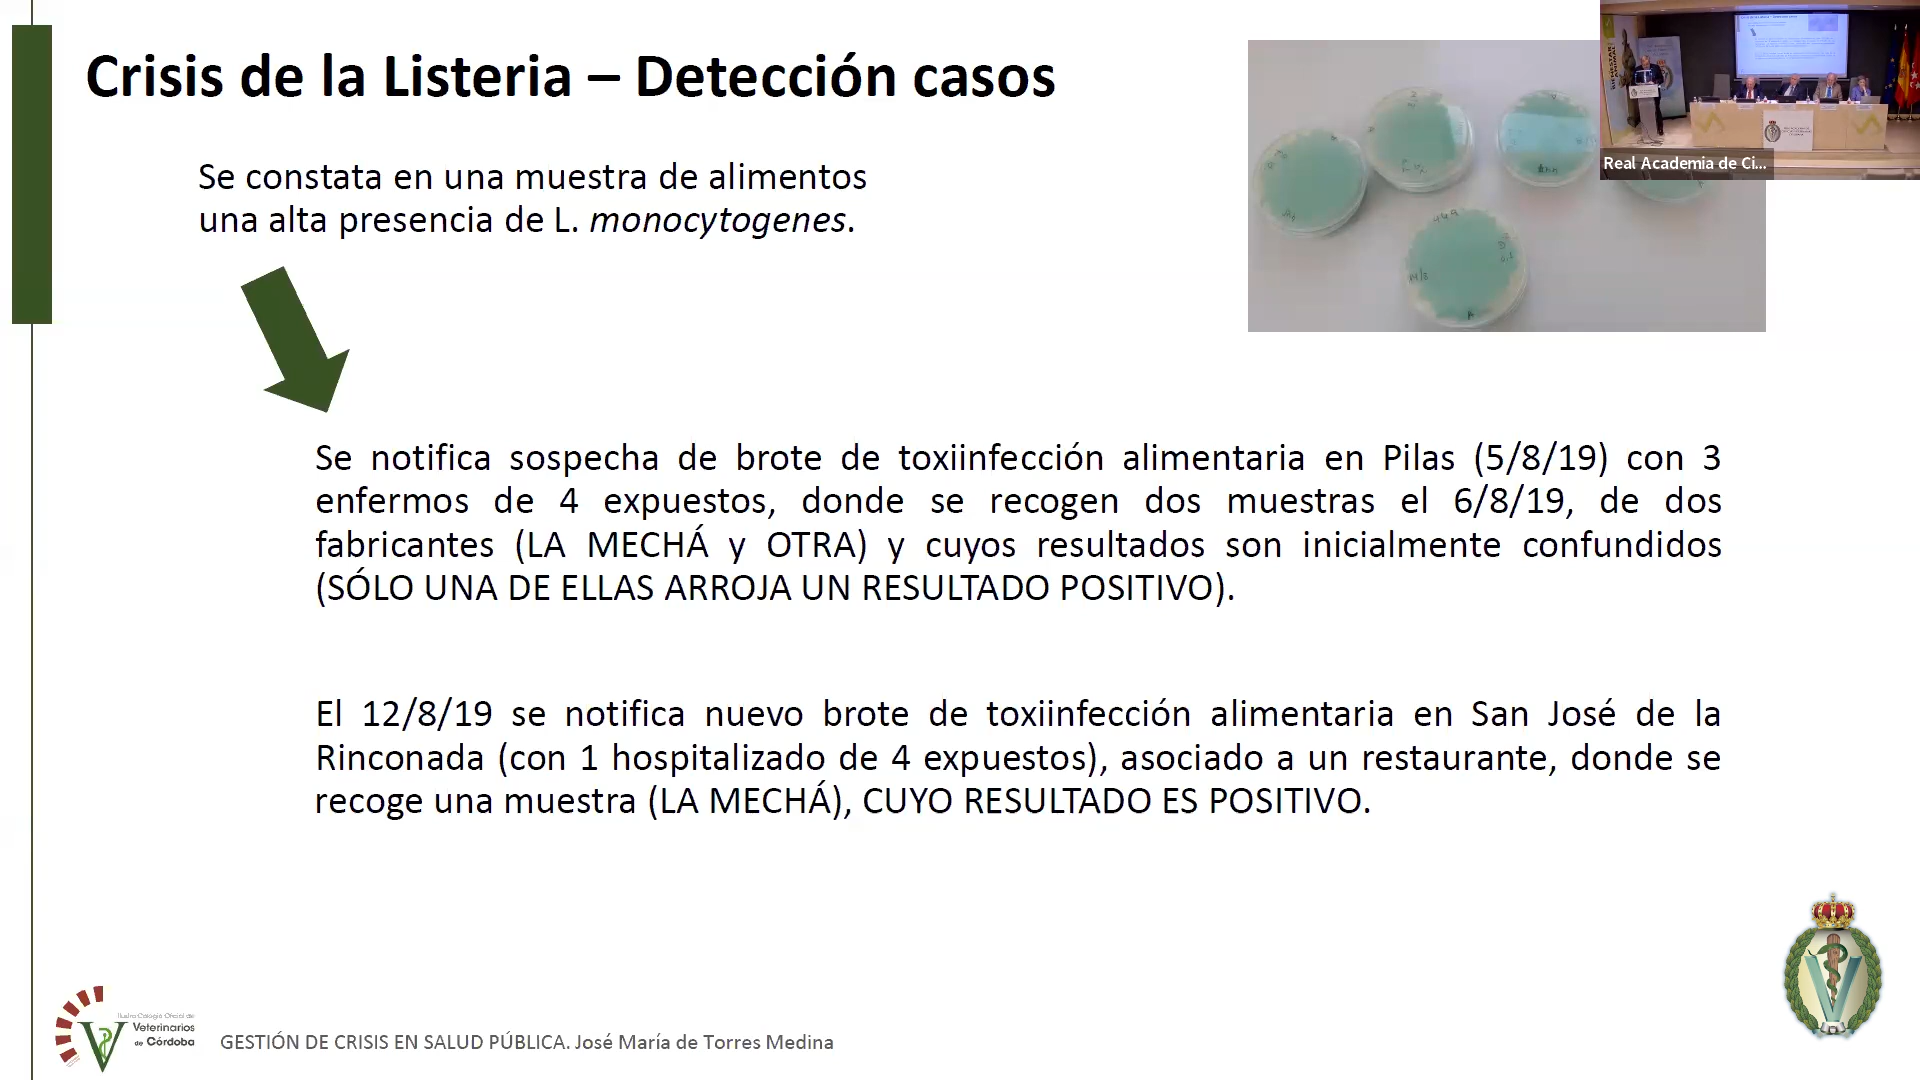 Crisis de la Listeria – Detección casos
Se constata en una muestra de alimentos
una alta presencia de L. monocytogenes.
Real Academia de Ci...
Se notifica sospecha de brote de toxiinfección alimentaria en Pilas (5/8/19) con 3
enfermos de 4 expuestos, donde se recogen dos muestras el 6/8/19, de dos
fabricantes (LA MECHÁ y OTRA) y cuyos resultados son inicialmente confundidos
(SÓLO UNA DE ELLAS ARROJA UN RESULTADO POSITIVO).
El 12/8/19 se notifica nuevo brote de toxiinfección alimentaria en San José de la
Rinconada (con 1 hospitalizado de 4 expuestos), asociado a un restaurante, donde se
recoge una muestra (LA MECHÁ), CUYO RESULTADO ES POSITIVO.
Ilustre Colegio Oficial de
Veterinarios
de Córdoba
GESTIÓN DE CRISIS EN SALUD PÚBLICA. José María de Torres Medina